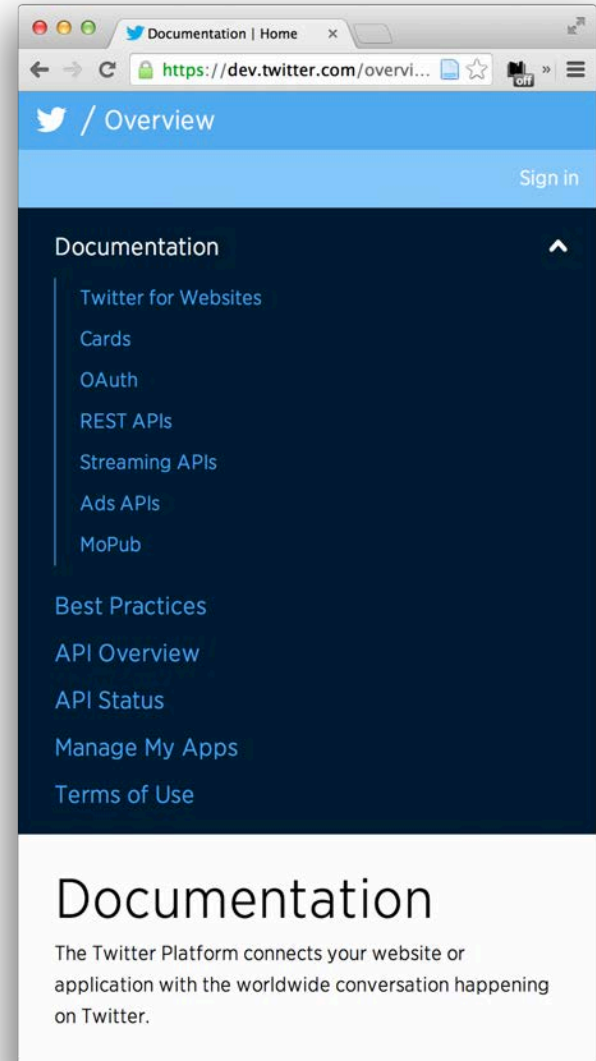 Documentation | Home
https://dev.twitter.com/overvi...
off
»
/ Overview
Sign in
Documentation
Twitter for Websites
Cards
OAuth
REST APIs
Streaming APIs
Ads APIs
MoPub
Best Practices
API Overview
API Status
Manage My Apps
Terms of Use
Documentation
The Twitter Platform connects your website or
application with the worldwide conversation happening
on Twitter.